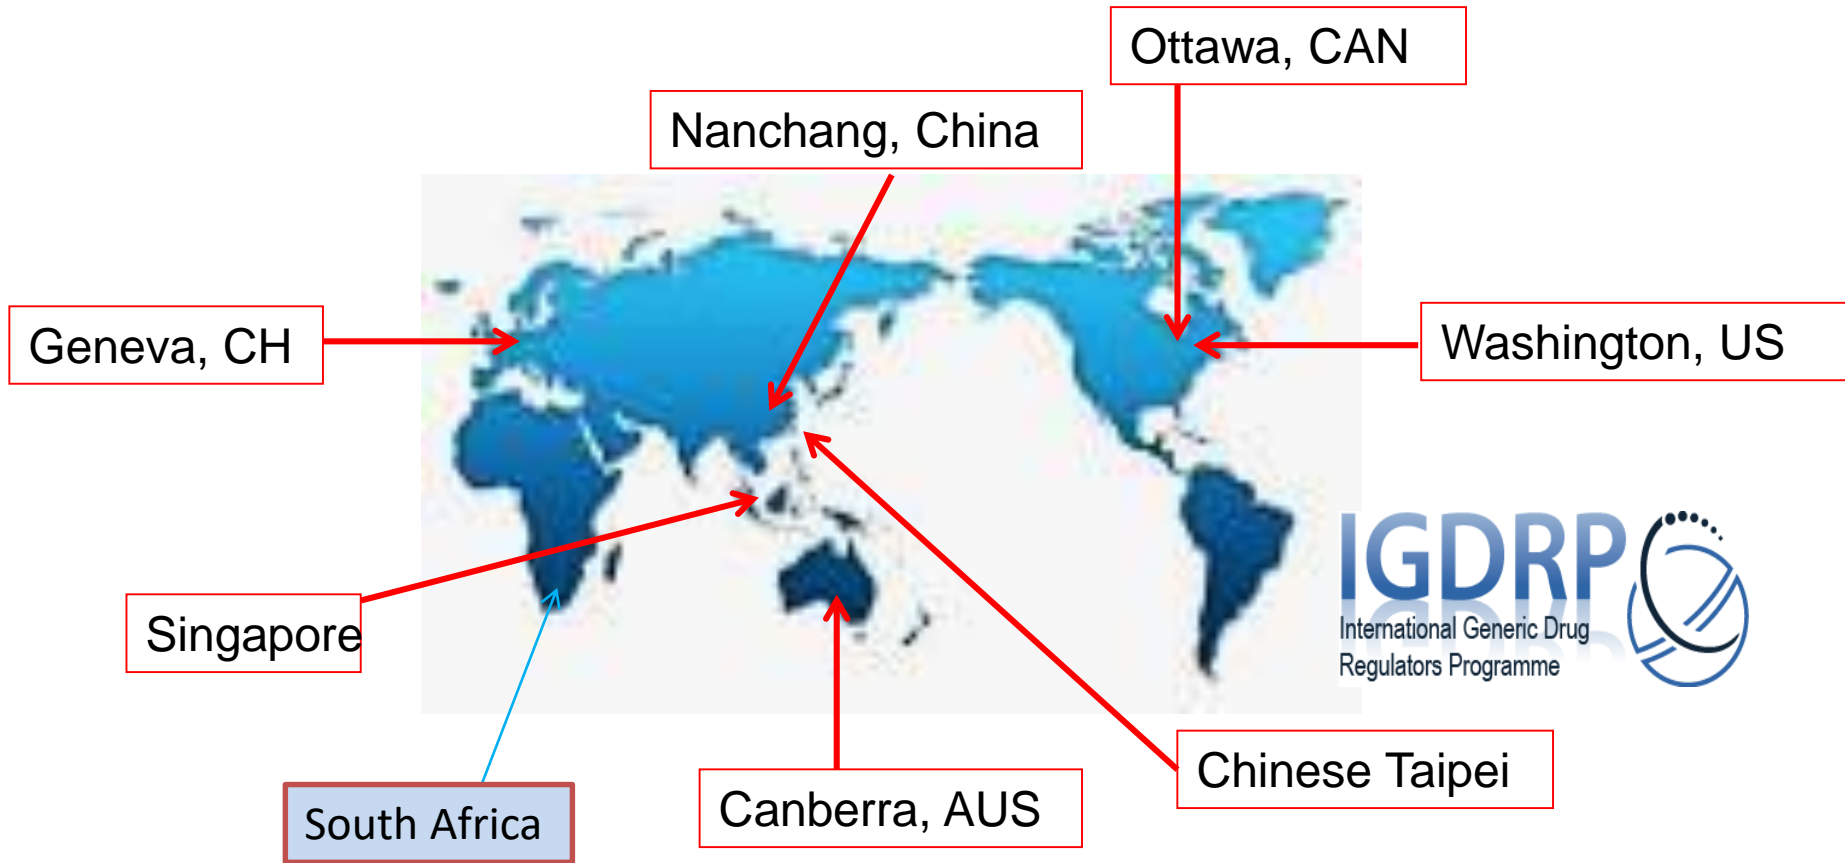 Ottawa, CAN
Nanchang, China
Geneva, CH
Washington, US
Singapore
South Africa
Canberra, AUS
Chinese Taipei
IGDRP
International Generic Drug
Regulators Programme